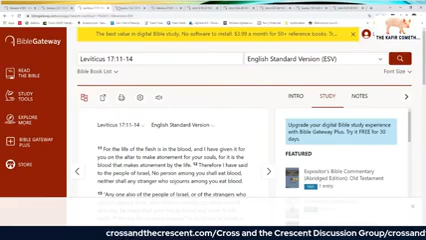 The best value in digital Bible study. No software to install! $3.99 a month for 50+ reference books.
THE KAFIR COMETH...
BibleGateway
Leviticus 17:11-14
English Standard Version (ESV)
Bible Book List
Font Size
READ THE BIBLE
STUDY TOOLS
EXPLORE MORE
BIBLE GATEWAY PLUS
STORE
INTRO STUDY NOTES
Upgrade your digital Bible study experience with Bible Gateway Plus. Try it FREE for 30 days.
FEATURED
Expositor's Bible Commentary (Abridged Edition): Old Testament
Leviticus 17:11-14 English Standard Version
11 For the life of the flesh is in the blood, and I have given it for
you on the altar to make atonement for your souls, for it is the
blood that makes atonement by the life. 12 Therefore I have said
to the people of Israel, No person among you shall eat blood,
neither shall any stranger who sojourns among you eat blood.
13 "Any one also of the people of Israel, or of the strangers who
crossandthecrescent.com/Cross and the Crescent Discussion Group/crossand